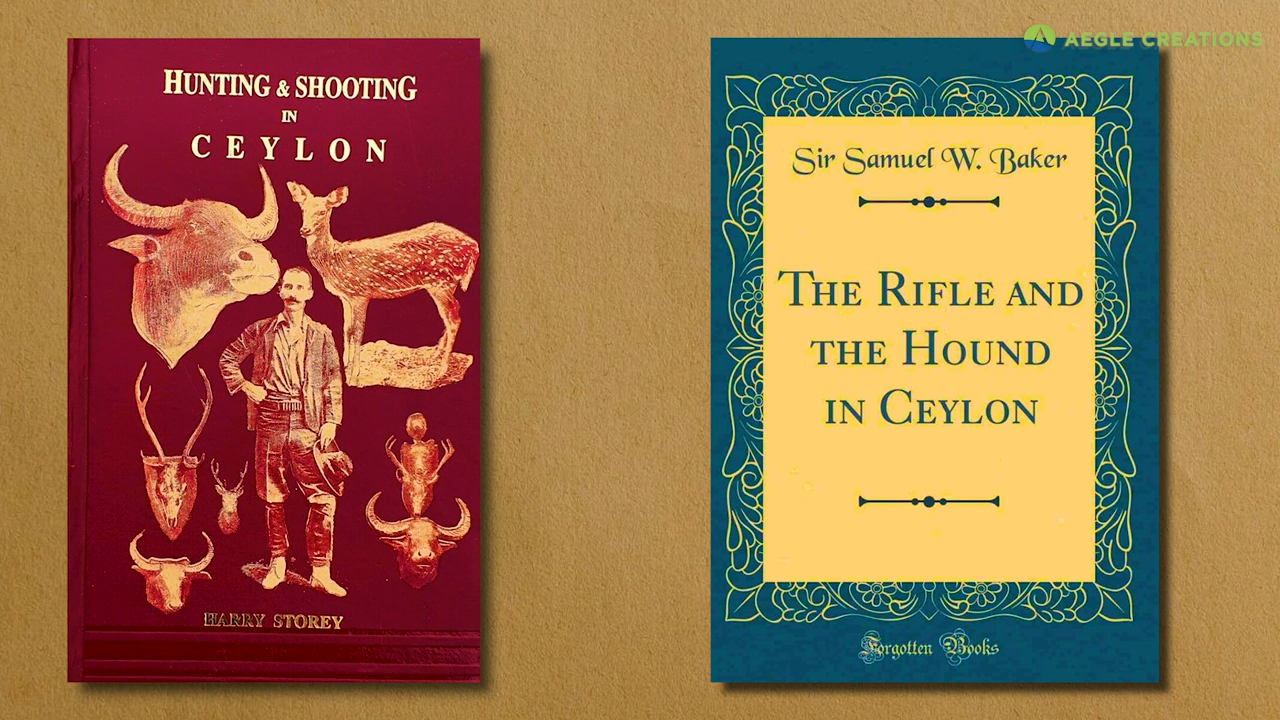 HUNTING & SHOOTING
IN
CEYLON
HARRY STOREY
Sir Samuel W. Baker
THE RIFLE AND
THE HOUND
IN CEYLON
Forgotten Books
AEGLE CREATIONS